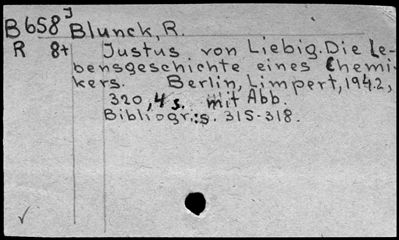 B658J Blunck, R.
R 8+ Justus von Liebig. Die Le-
bensgeschichte eines Chemi-
kers. Berlin, Limpert, 1942,
320, 4 s. mit Abb.
Bibliogr.: s. 315-318.